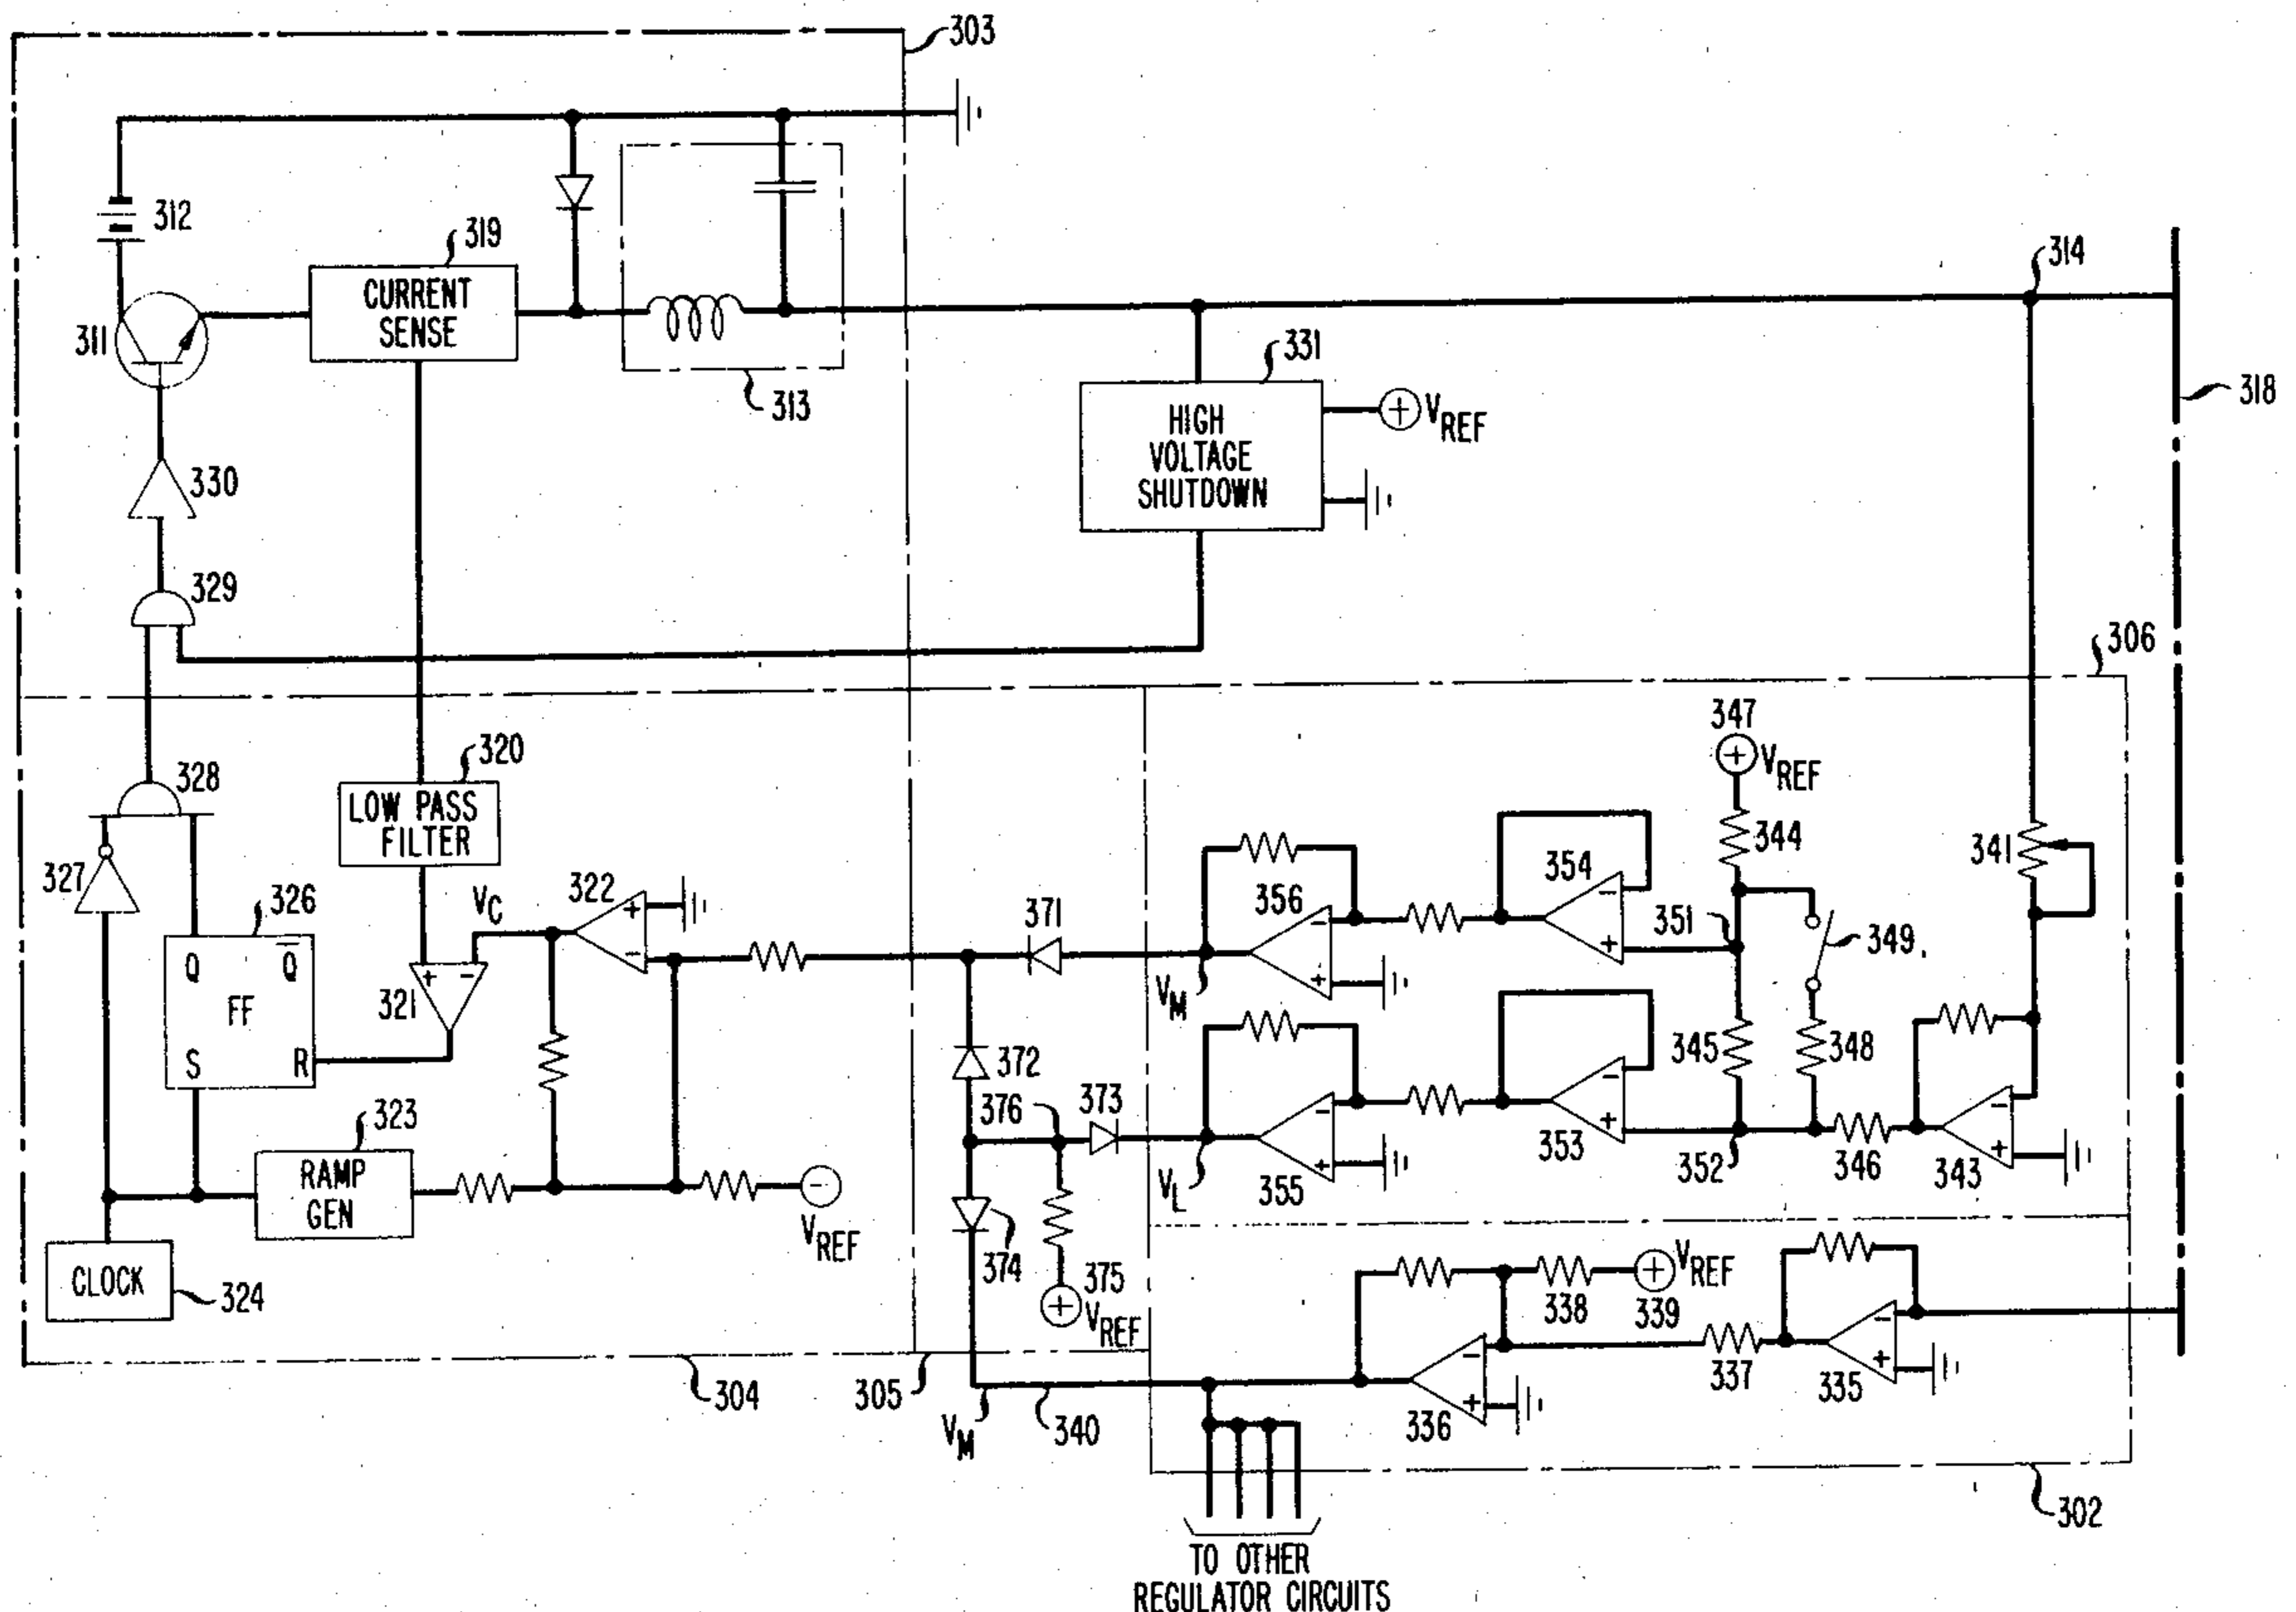 303
312
319
CURRENT
SENSE
311
313
314
318
331
HIGH
VOLTAGE
SHUTDOWN
+
VREF
330
329
306
347
+
VREF
320
328
LOW PASS
FILTER
327
344
341
354
−
+
351
349
356
−
+
371
VM
322
+
−
VC
326
Q
Q̅
FF
S
R
321
+
−
345
348
372
376
373
353
−
+
352
346
343
−
+
VL
355
−
+
323
RAMP
GEN
−
VREF
374
375
+
VREF
CLOCK
324
338
+
VREF
339
337
335
−
+
336
−
+
304
305
VM
340
302
TO OTHER
REGULATOR CIRCUITS